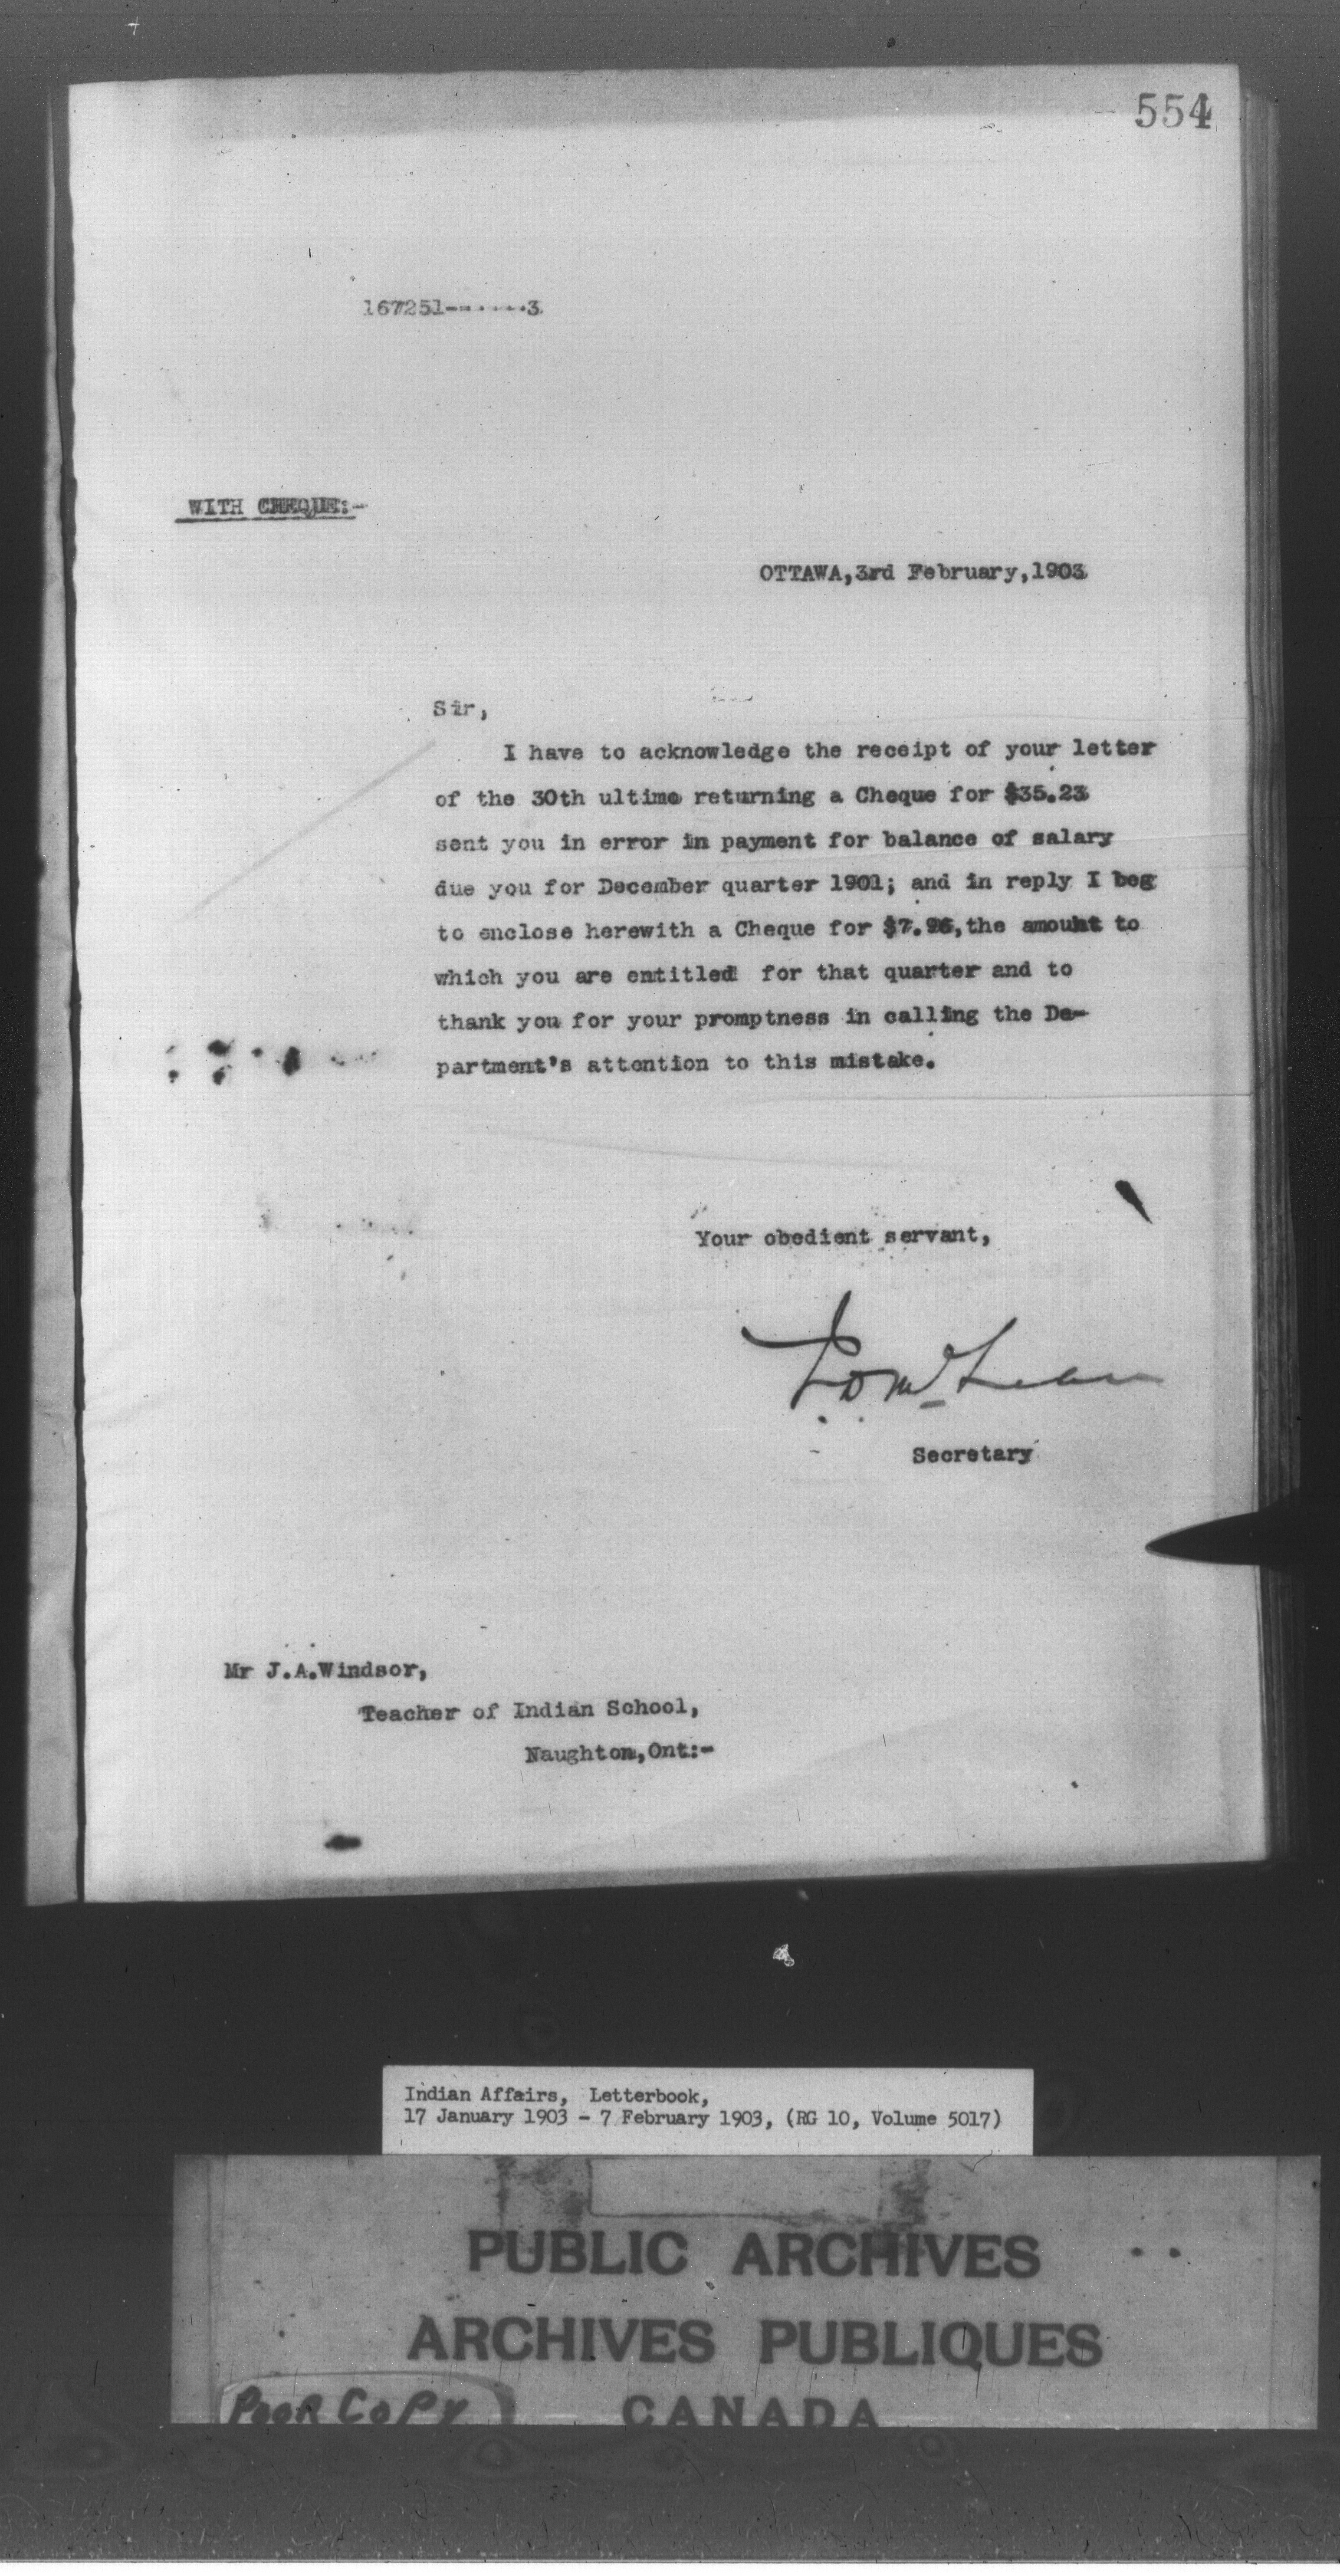 554
167251--.....3
WITH CHEQUE:-
OTTAWA,3rd February,1903
Sir,
I have to acknowledge the receipt of your letter
of the 30th ultimo returning a Cheque for $35.23
sent you in error in payment for balance of salary
due you for December quarter 1901; and in reply I beg
to enclose herewith a Cheque for $7.96,the amount to
which you are entitled for that quarter and to
thank you for your promptness in calling the De-
partment's attention to this mistake.
Your obedient servant,
J.D. McLean
Secretary
Mr J.A.Windsor,
Teacher of Indian School,
Naughton,Ont:-
Indian Affairs, Letterbook,
17 January 1903 - 7 February 1903, (RG 10, Volume 5017)
PUBLIC ARCHIVES
ARCHIVES PUBLIQUES
POOR COPY CANADA